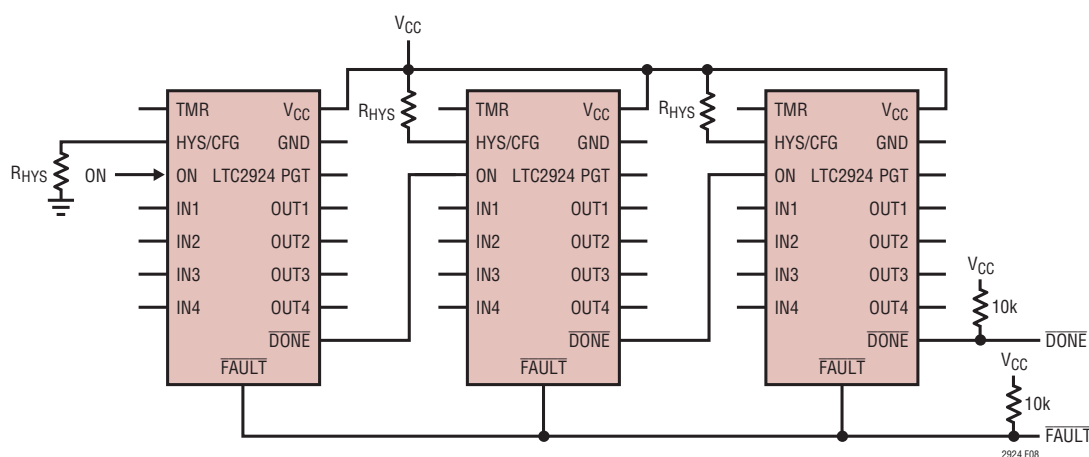 VCC
TMR VCC
HYS/CFG GND
ON LTC2924 PGT
IN1 OUT1
IN2 OUT2
IN3 OUT3
IN4 OUT4
DONE
FAULT
RHYS
ON
RHYS
TMR VCC
HYS/CFG GND
ON LTC2924 PGT
IN1 OUT1
IN2 OUT2
IN3 OUT3
IN4 OUT4
DONE
FAULT
RHYS
TMR VCC
HYS/CFG GND
ON LTC2924 PGT
IN1 OUT1
IN2 OUT2
IN3 OUT3
IN4 OUT4
DONE
FAULT
VCC
10k
DONE
VCC
10k
FAULT
2924 F08